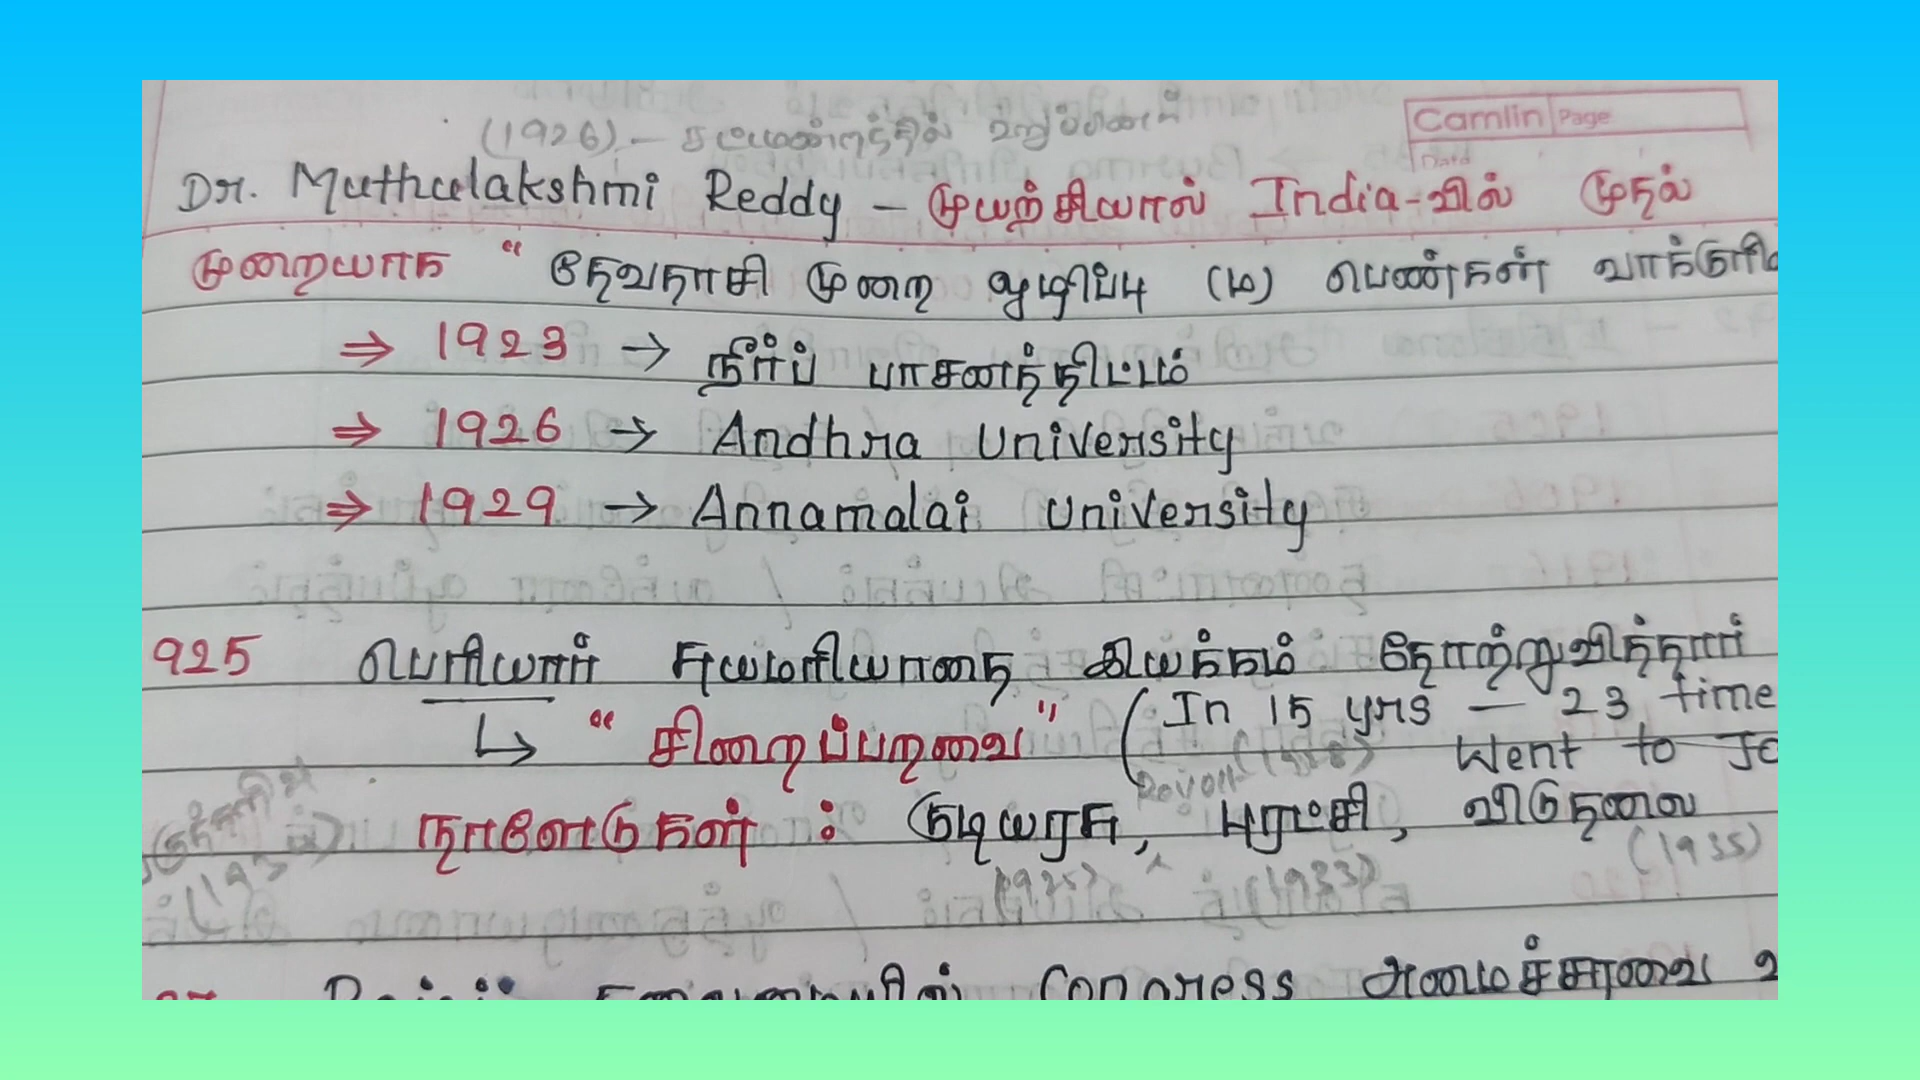 (1926) - சட்டமன்றத்தில் உறுப்பினர்
Camlin Page
Date
Dr. Muthulakshmi Reddy - முயற்சியால் India-வில் முதல்
முறையாக " தேவதாசி முறை ஒழிப்பு (ம) பெண்கள் வாக்குரி
⇒ 1923 → நீர்ப் பாசனத்திட்டம்
⇒ 1926 → Andhra University
⇒ 1929 → Annamalai University
925 பெரியார் சுயமரியாதை இயக்கம் தோற்றுவித்தார்
↳ " சிறைப்பறவை " (In 15 yrs - 23 time
Went to Jo
நாளேடுகள் : குடியரசு, புரட்சி, விடுதலை
(1925) (1933) (1935)
Congress அமைச்சரவை